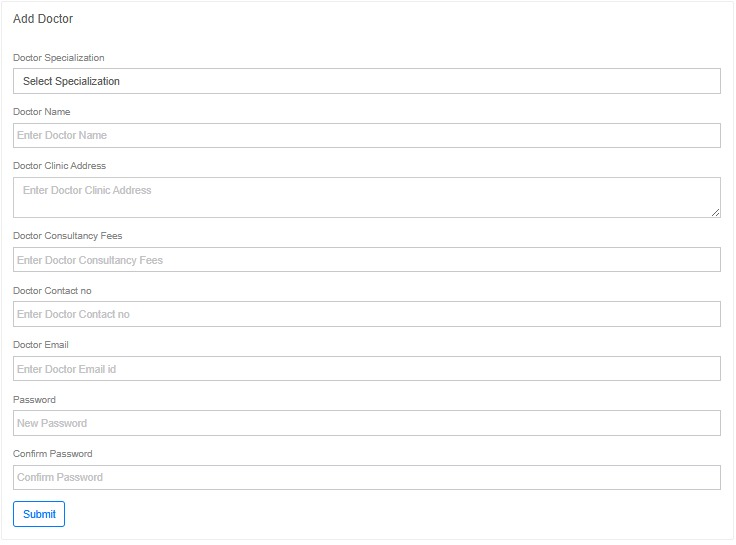 Add Doctor
Doctor Specialization
Select Specialization
Doctor Name
Enter Doctor Name
Doctor Clinic Address
Enter Doctor Clinic Address
Doctor Consultancy Fees
Enter Doctor Consultancy Fees
Doctor Contact no
Enter Doctor Contact no
Doctor Email
Enter Doctor Email id
Password
New Password
Confirm Password
Confirm Password
Submit